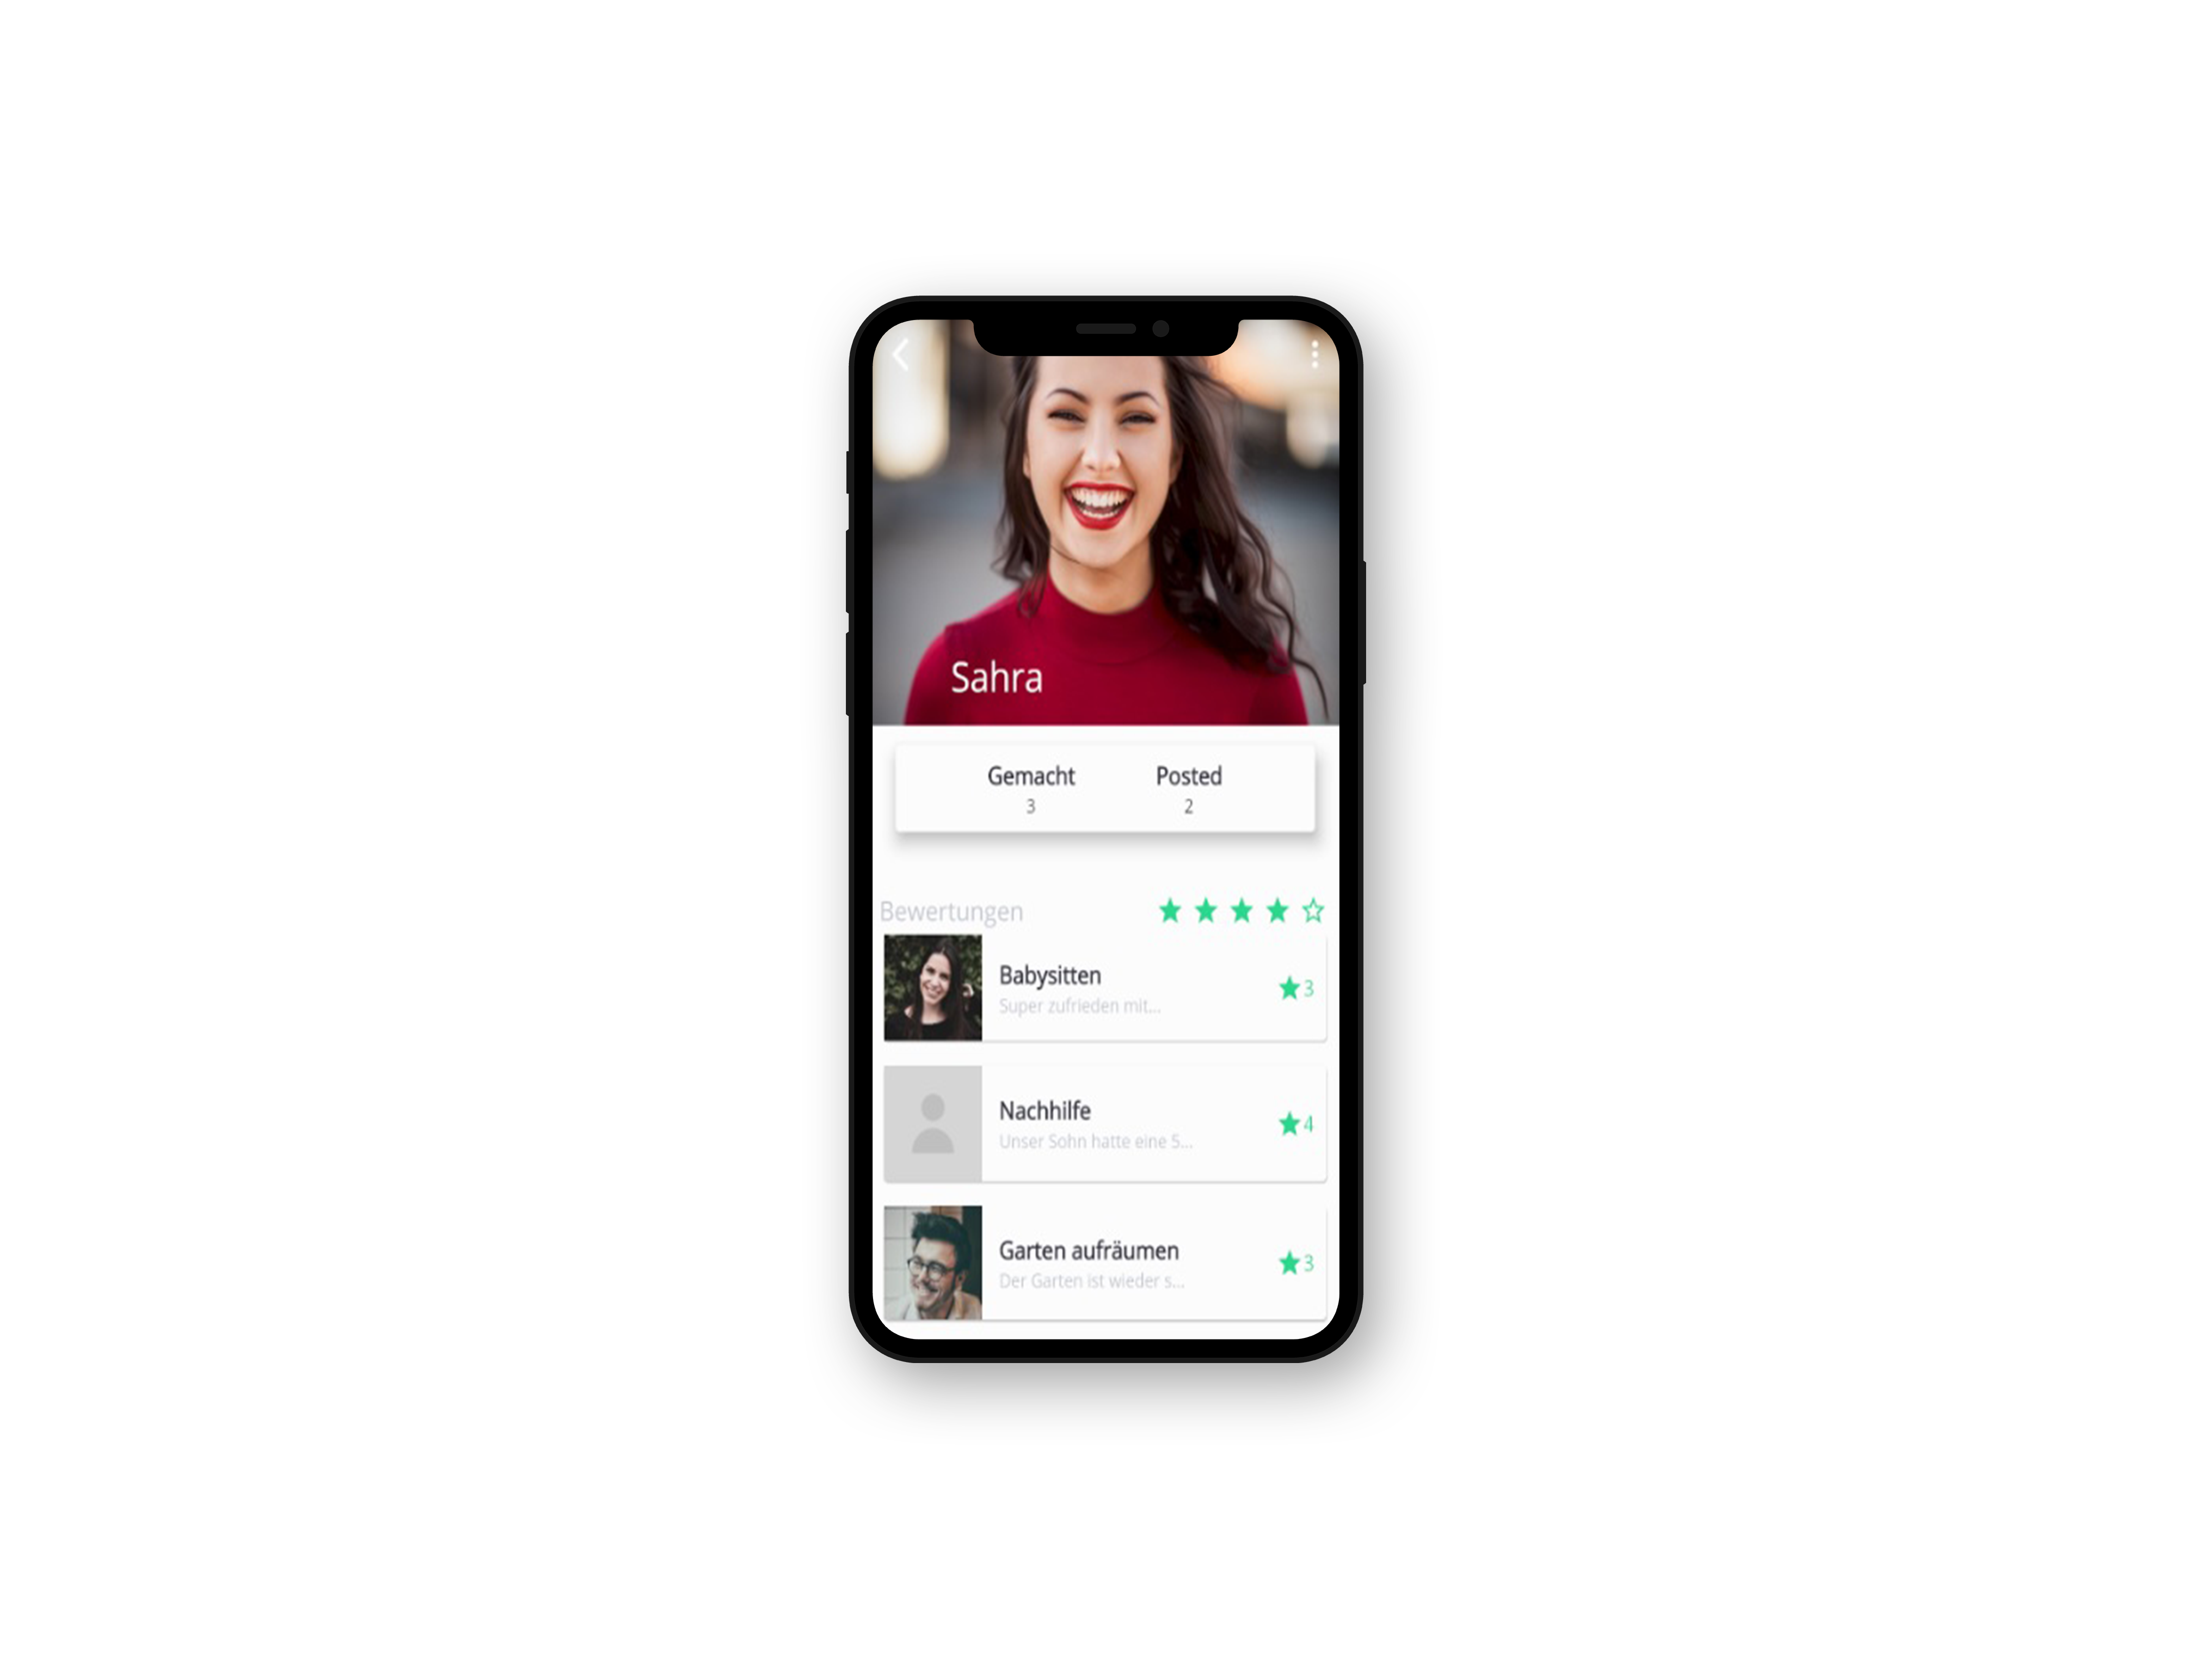 Sahra
Gemacht Posted
3 2
Bewertungen
Babysitten
Super zufrieden mit...
3
Nachhilfe
Unser Sohn hatte eine 5...
4
Garten aufräumen
Der Garten ist wieder s...
3